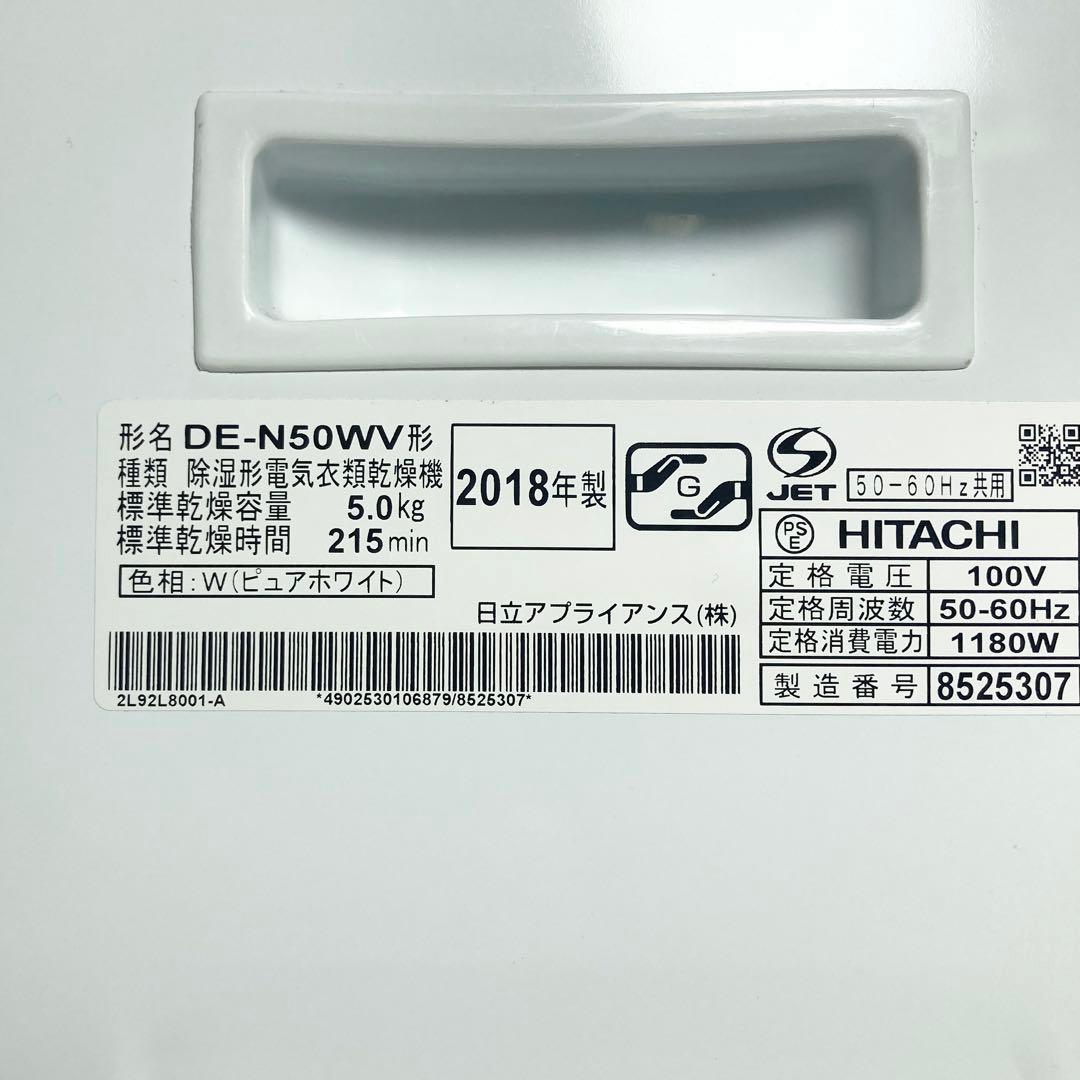 形名 DE-N50WV形
種類 除湿形電気衣類乾燥機
標準乾燥容量 5.0kg
標準乾燥時間 215min
色相:W(ピュアホワイト)
2018年製
G
JET
50-60Hz共用
日立アプライアンス(株)
2L92L8001-A
*4902530106879/8525307*
PS
E
HITACHI
定格電圧 100V
定格周波数 50-60Hz
定格消費電力 1180W
製造番号 8525307